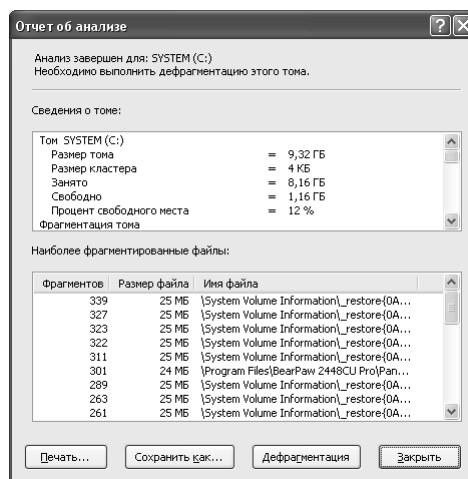 Отчет об анализе
Анализ завершен для: SYSTEM (C:)
Необходимо выполнить дефрагментацию этого тома.
Сведения о томе:
Том SYSTEM (C:)
Размер тома = 9,32 ГБ
Размер кластера = 4 КБ
Занято = 8,16 ГБ
Свободно = 1,16 ГБ
Процент свободного места = 12 %
Фрагментация тома
Наиболее фрагментированные файлы:
Фрагментов Размер файла Имя файла
339 25 МБ \System Volume Information\_restore{0A...
327 25 МБ \System Volume Information\_restore{0A...
323 25 МБ \System Volume Information\_restore{0A...
322 25 МБ \System Volume Information\_restore{0A...
311 25 МБ \System Volume Information\_restore{0A...
301 24 МБ \Program Files\BearPaw 2448CU Pro\Pan...
289 25 МБ \System Volume Information\_restore{0A...
263 25 МБ \System Volume Information\_restore{0A...
261 25 МБ \System Volume Information\_restore{0A...
Печать... Сохранить как... Дефрагментация Закрыть